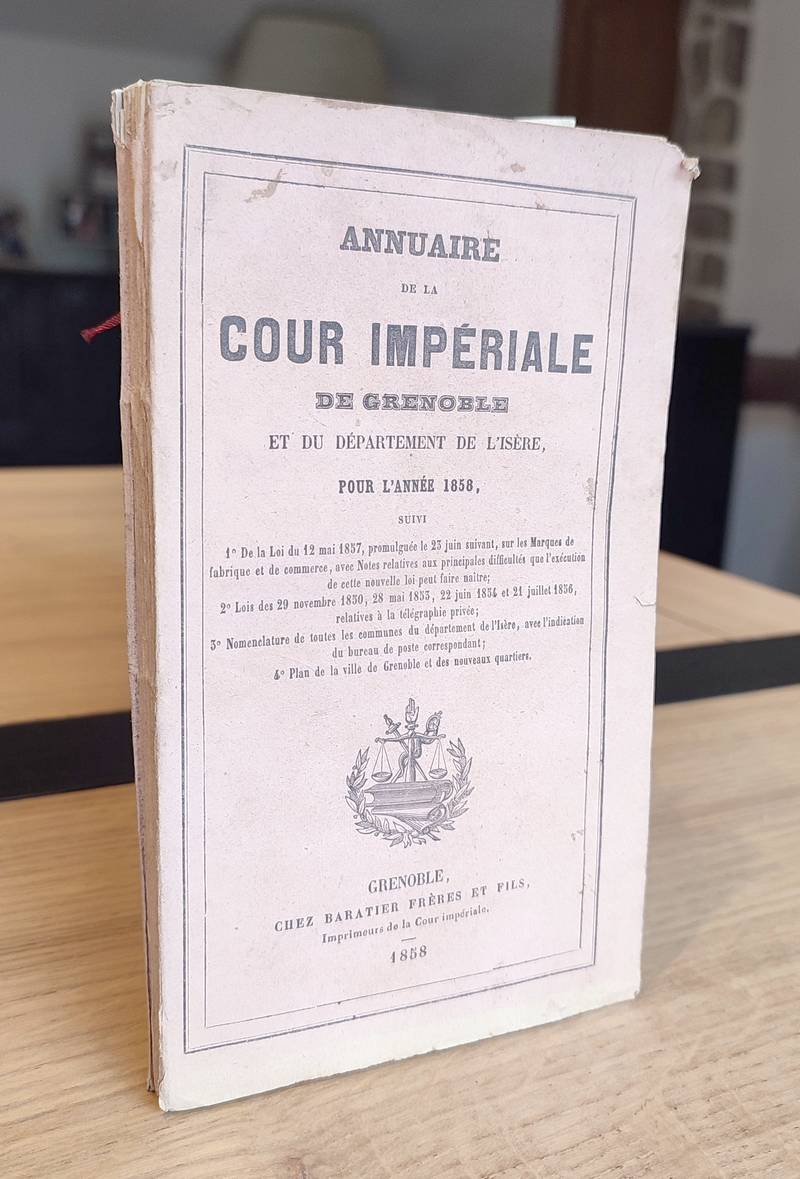 ANNUAIRE
DE LA
COUR IMPÉRIALE
DE GRENOBLE
ET DU DÉPARTEMENT DE L'ISÈRE,
POUR L'ANNÉE 1858,
SUIVI
1º De la Loi du 12 mai 1857, promulguée le 23 juin suivant, sur les Marques de
fabrique et de commerce, avec Notes relatives aux principales difficultés que l'exécution
de cette nouvelle loi peut faire naître;
2º Lois des 29 novembre 1850, 28 mai 1853, 22 juin 1854 et 21 juillet 1856,
relatives à la télégraphie privée;
3º Nomenclature de toutes les communes du département de l'Isère, avec l'indication
du bureau de poste correspondant;
4º Plan de la ville de Grenoble et des nouveaux quartiers.
GRENOBLE,
CHEZ BARATIER FRÈRES ET FILS,
Imprimeurs de la Cour impériale.
1858